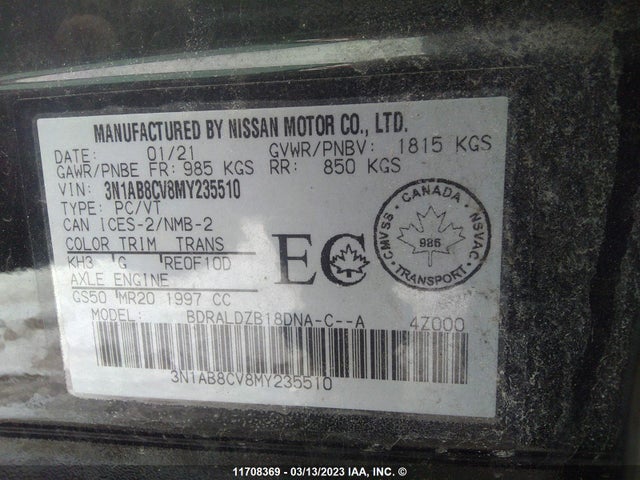 MANUFACTURED BY NISSAN MOTOR CO., LTD.
DATE: 01/21 GVWR/PNBV: 1815 KGS
GAWR/PNBE FR: 985 KGS RR: 850 KGS
VIN: 3N1AB8CV8MY235510
TYPE: PC/VT
CAN ICES-2/NMB-2
COLOR TRIM TRANS
KH3 G RE0F10D
AXLE ENGINE
GS50 MR20 1997 CC
EC
CANADA
CMVSS
NSVAC
986
TRANSPORT
MODEL: BDRALDZB18DNA-C--A 4Z000
3N1AB8CV8MY235510
11708369 -- 03/13/2023 IAA, INC. ©